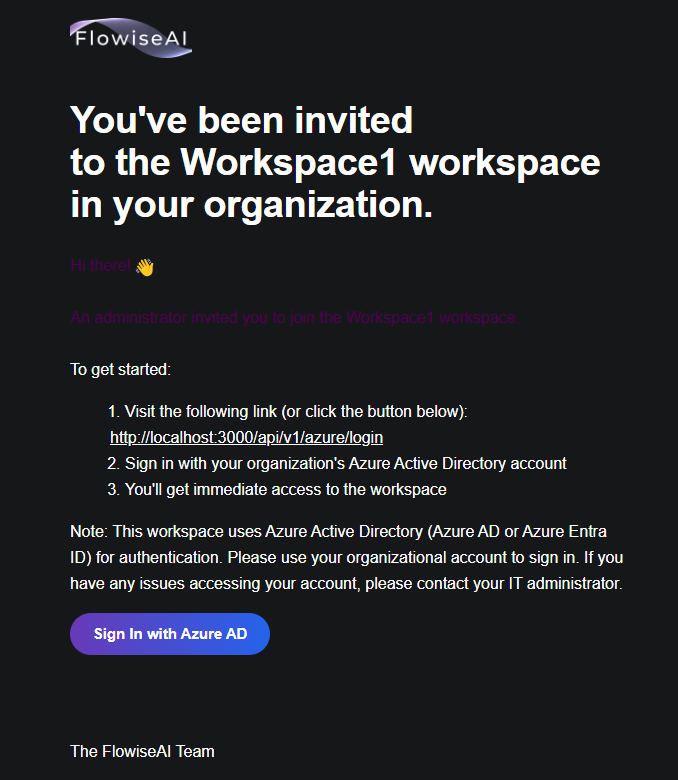 FlowiseAI
You've been invited
to the Workspace1 workspace
in your organization.
Hi there! 👋
An administrator invited you to join the Workspace1 workspace.
To get started:
1. Visit the following link (or click the button below):
http://localhost:3000/api/v1/azure/login
2. Sign in with your organization's Azure Active Directory account
3. You'll get immediate access to the workspace
Note: This workspace uses Azure Active Directory (Azure AD or Azure Entra
ID) for authentication. Please use your organizational account to sign in. If you
have any issues accessing your account, please contact your IT administrator.
Sign In with Azure AD
The FlowiseAI Team